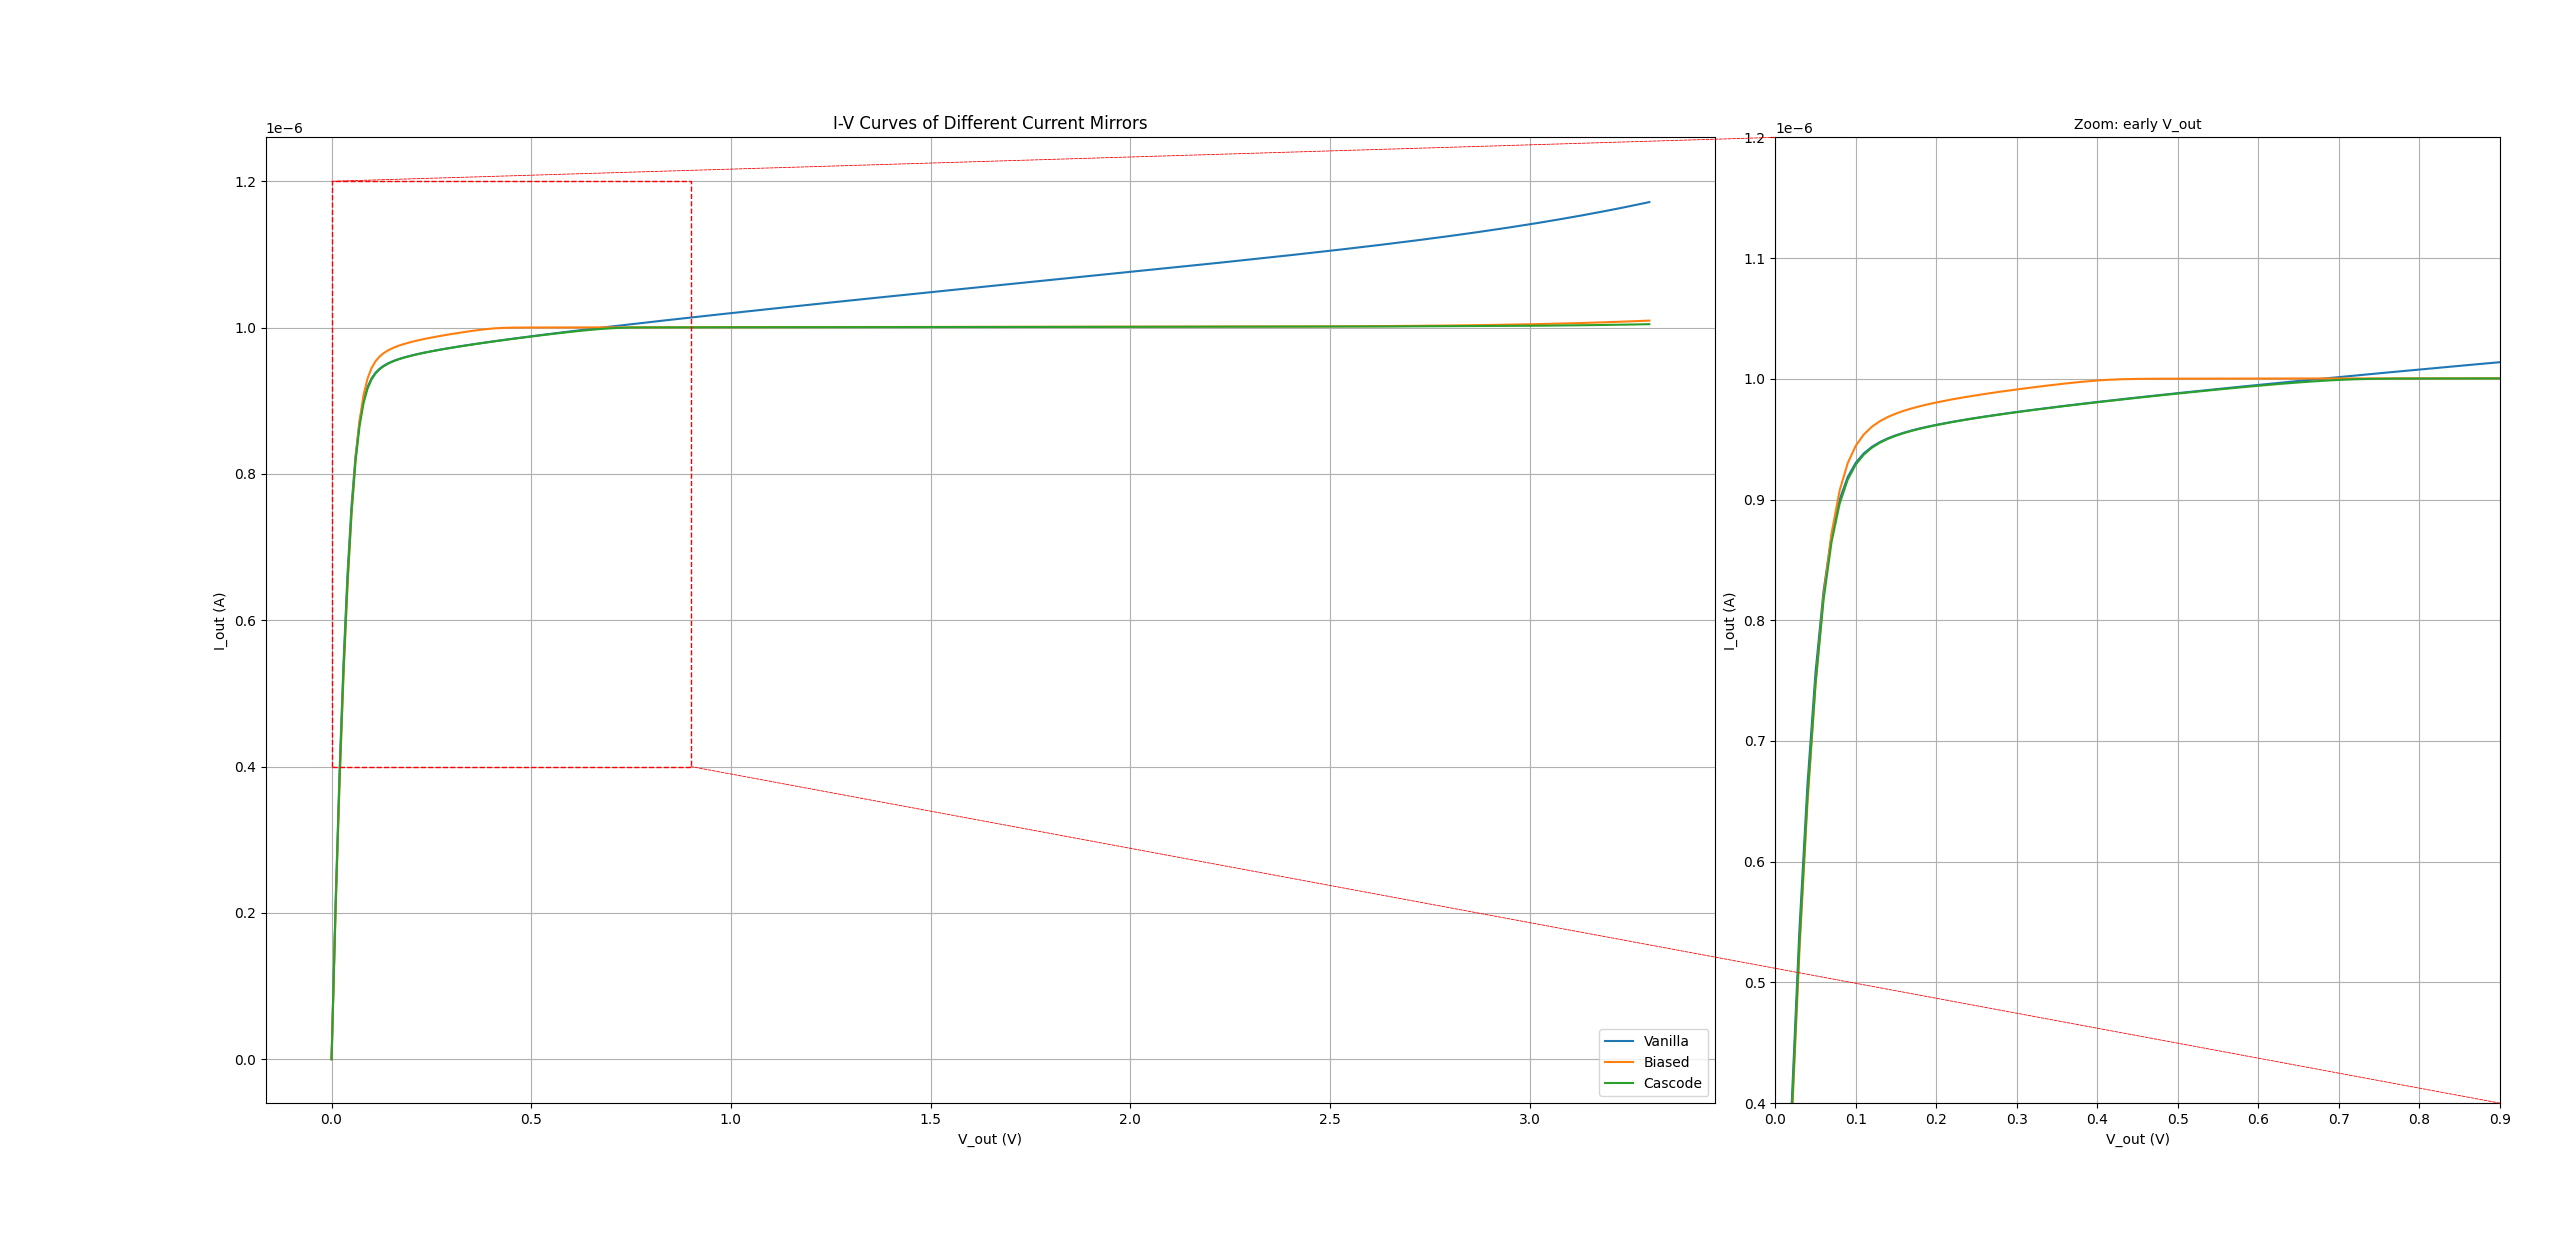 I-V Curves of Different Current Mirrors
1e−6
1.2
1.0
0.8
0.6
0.4
0.2
0.0
I_out (A)
0.0 0.5 1.0 1.5 2.0 2.5 3.0
V_out (V)
Vanilla
Biased
Cascode
Zoom: early V_out
1e−6
1.2
1.1
1.0
0.9
0.8
0.7
0.6
0.5
0.4
I_out (A)
0.0 0.1 0.2 0.3 0.4 0.5 0.6 0.7 0.8 0.9
V_out (V)